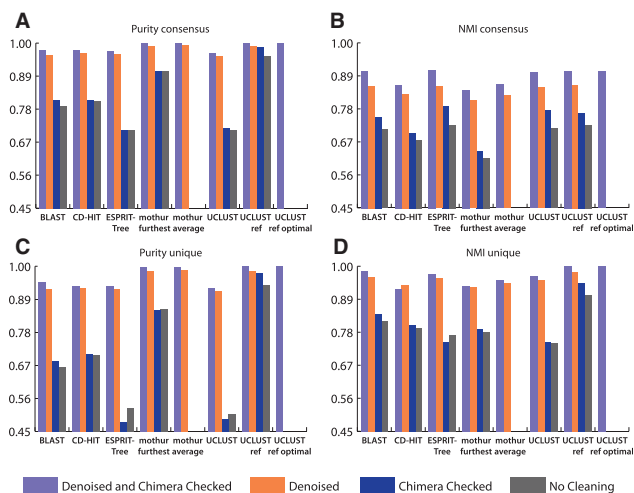 A
Purity consensus
1.00
0.89
0.78
0.67
0.56
0.45
BLAST CD-HIT ESPRIT- mothur mothur UCLUST UCLUST UCLUST
Tree furthest average ref ref optimal
B
NMI consensus
1.00
0.89
0.78
0.67
0.56
0.45
BLAST CD-HIT ESPRIT- mothur mothur UCLUST UCLUST UCLUST
Tree furthest average ref ref optimal
C
Purity unique
1.00
0.89
0.78
0.67
0.56
0.45
BLAST CD-HIT ESPRIT- mothur mothur UCLUST UCLUST UCLUST
Tree furthest average ref ref optimal
D
NMI unique
1.00
0.89
0.78
0.67
0.56
0.45
BLAST CD-HIT ESPRIT- mothur mothur UCLUST UCLUST UCLUST
Tree furthest average ref ref optimal
Denoised and Chimera Checked Denoised Chimera Checked No Cleaning